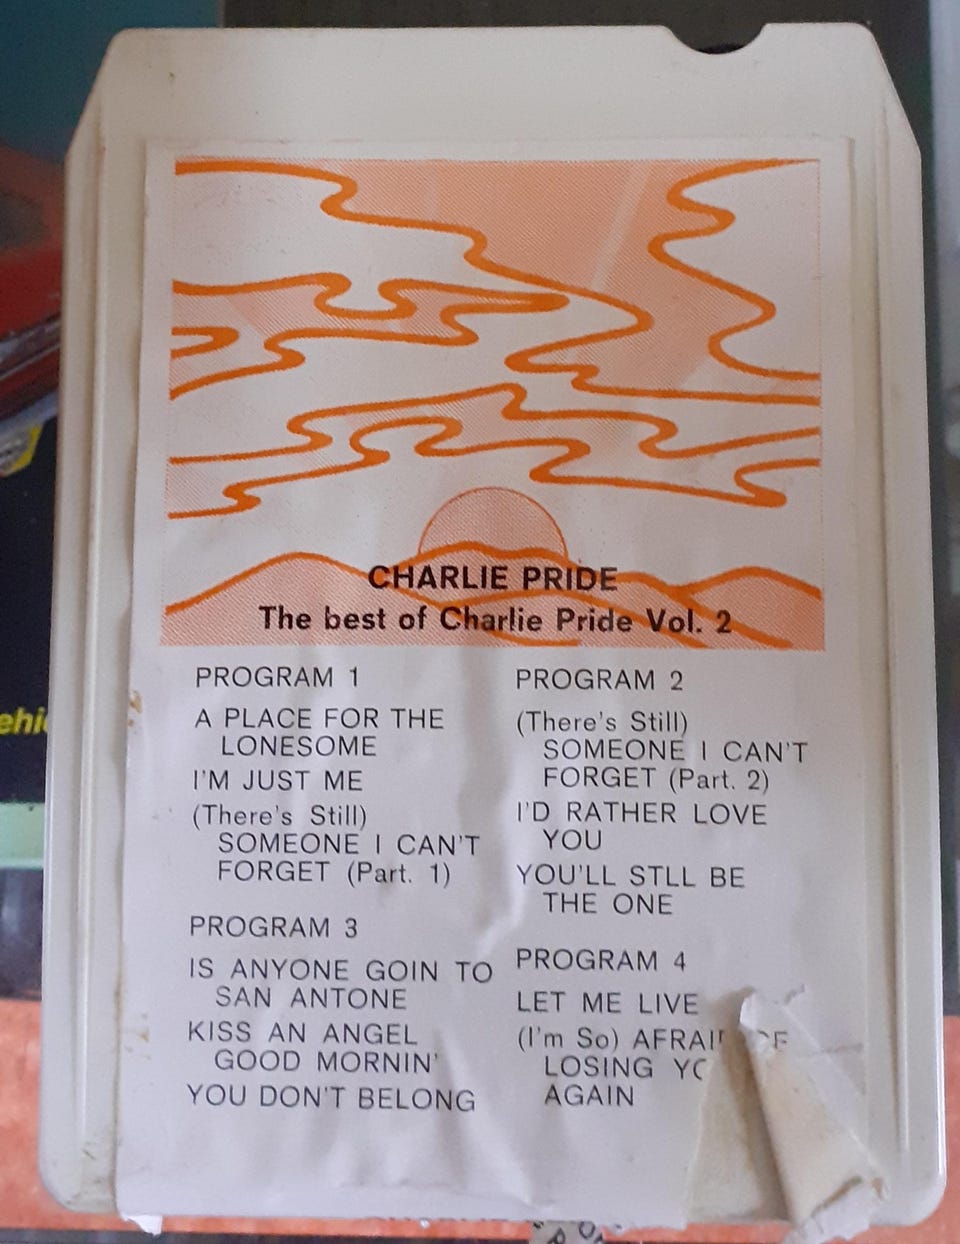 CHARLIE PRIDE
The best of Charlie Pride Vol. 2
PROGRAM 1
A PLACE FOR THE
LONESOME
I'M JUST ME
(There's Still)
SOMEONE I CAN'T
FORGET (Part. 1)
PROGRAM 2
(There's Still)
SOMEONE I CAN'T
FORGET (Part. 2)
I'D RATHER LOVE
YOU
YOU'LL STLL BE
THE ONE
PROGRAM 3
IS ANYONE GOIN TO
SAN ANTONE
KISS AN ANGEL
GOOD MORNIN'
YOU DON'T BELONG
PROGRAM 4
LET ME LIVE
(I'm So)
LOSING
AGAIN